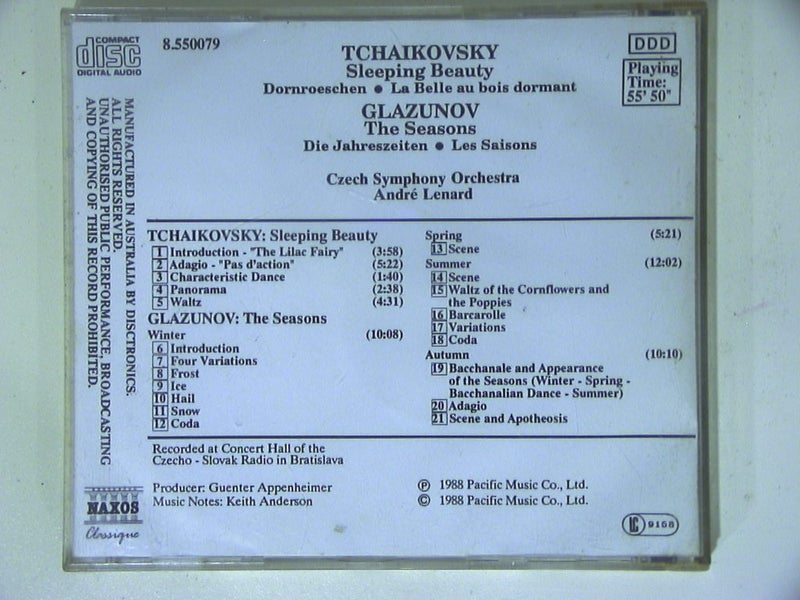 COMPACT
disc
DIGITAL AUDIO
8.550079
DDD
Playing
Time:
55' 50"
TCHAIKOVSKY
Sleeping Beauty
Dornroeschen • La Belle au bois dormant
GLAZUNOV
The Seasons
Die Jahreszeiten • Les Saisons
Czech Symphony Orchestra
André Lenard
MANUFACTURED IN AUSTRALIA BY DISCTRONICS.
ALL RIGHTS RESERVED.
UNAUTHORISED PUBLIC PERFORMANCE, BROADCASTING
AND COPYING OF THIS RECORD PROHIBITED.
TCHAIKOVSKY: Sleeping Beauty
1 Introduction - "The Lilac Fairy" (3:58)
2 Adagio - "Pas d'action" (5:22)
3 Characteristic Dance (1:40)
4 Panorama (2:38)
5 Waltz (4:31)
GLAZUNOV: The Seasons
Winter (10:08)
6 Introduction
7 Four Variations
8 Frost
9 Ice
10 Hail
11 Snow
12 Coda
Spring (5:21)
13 Scene
Summer (12:02)
14 Scene
15 Waltz of the Cornflowers and
the Poppies
16 Barcarolle
17 Variations
18 Coda
Autumn (10:10)
19 Bacchanale and Appearance
of the Seasons (Winter - Spring -
Bacchanalian Dance - Summer)
20 Adagio
21 Scene and Apotheosis
Recorded at Concert Hall of the
Czecho - Slovak Radio in Bratislava
Producer: Guenter Appenheimer
Music Notes: Keith Anderson
℗ 1988 Pacific Music Co., Ltd.
© 1988 Pacific Music Co., Ltd.
NAXOS
Classique
LC 9158